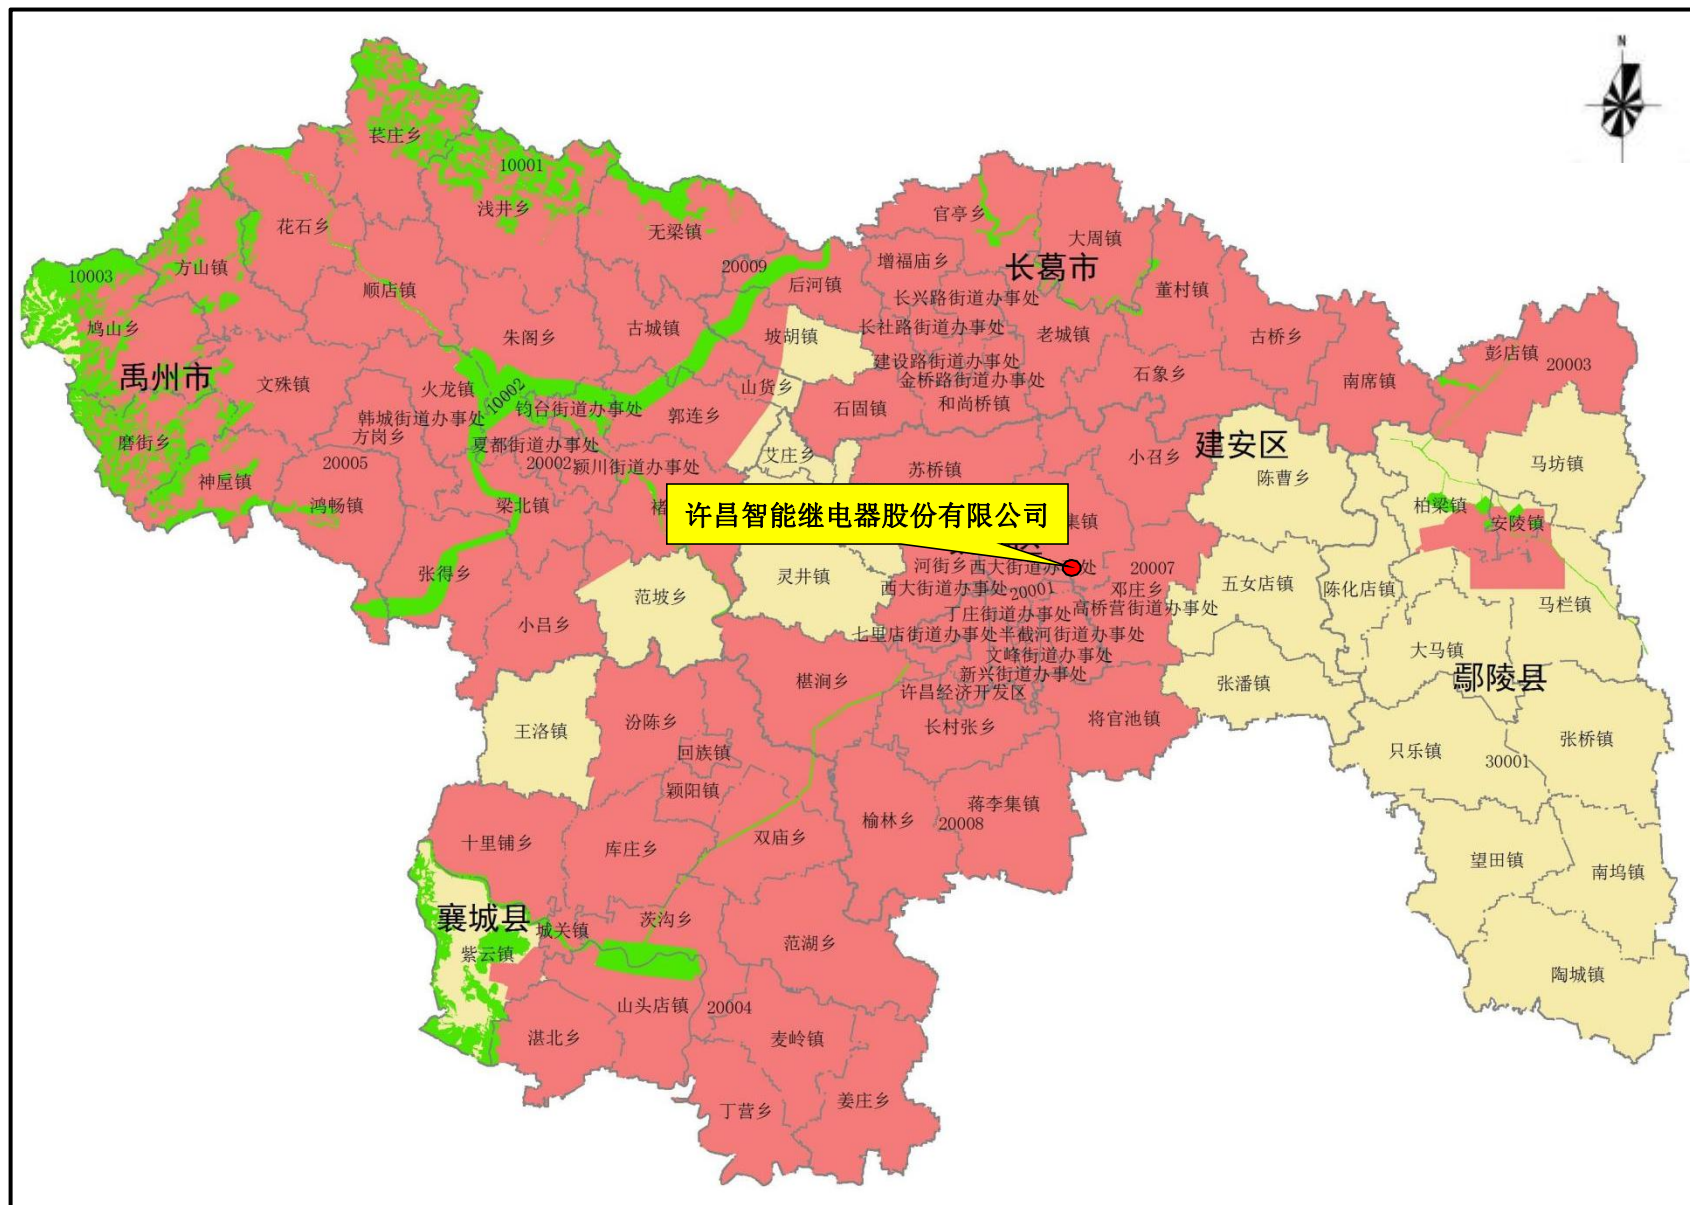 N
苌庄乡
10001
浅井乡
花石乡
无梁镇
官亭乡
大周镇
方山镇
10003
20009
增福庙乡
长葛市
后河镇
顺店镇
董村镇
长兴路街道办事处
鸠山乡
朱阁乡
古城镇
坡胡镇
长社路街道办事处
老城镇
古桥乡
彭店镇
20003
禹州市
文殊镇
火龙镇
10002
山货乡
建设路街道办事处
金桥路街道办事处
石象乡
南席镇
韩城街道办事处
钧台街道办事处
郭连乡
石固镇
和尚桥镇
磨街乡
方岗乡
夏都街道办事处
建安区
20005
20002
颍川街道办事处
艾庄乡
苏桥镇
小召乡
陈曹乡
马坊镇
神垕镇
鸿畅镇
梁北镇
褚
许昌智能继电器股份有限公司
集镇
柏梁镇
安陵镇
张得乡
灵井镇
河街乡
西大街道办事处
20007
西大街道办事处
20001
邓庄乡
五女店镇
陈化店镇
马栏镇
范坡乡
小吕乡
丁庄街道办事处
高桥营街道办事处
七里店街道办事处
半截河街道办事处
文峰街道办事处
大马镇
椹涧乡
新兴街道办事处
张潘镇
鄢陵县
许昌经济开发区
王洛镇
汾陈乡
长村张乡
将官池镇
回族镇
只乐镇
张桥镇
30001
颖阳镇
蒋李集镇
十里铺乡
库庄乡
双庙乡
榆林乡
20008
望田镇
南坞镇
襄城县
城关镇
茨沟乡
范湖乡
紫云镇
陶城镇
山头店镇
20004
湛北乡
麦岭镇
丁营乡
姜庄乡